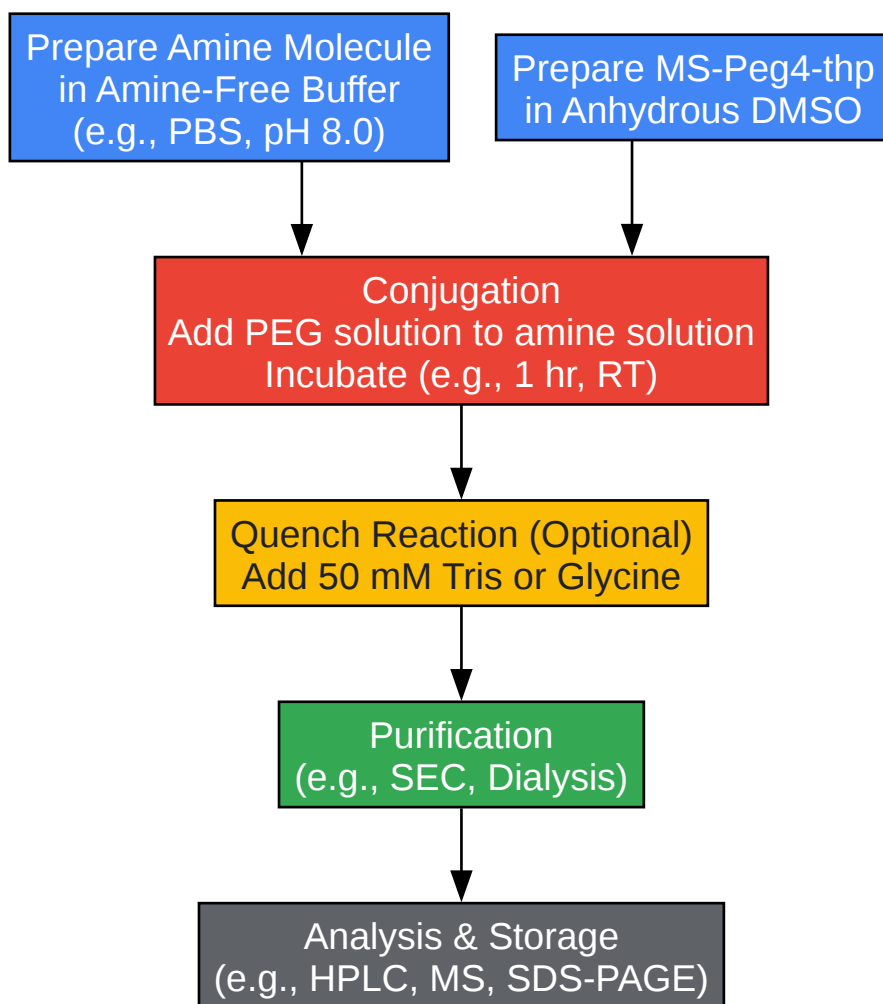 Prepare Amine Molecule
in Amine-Free Buffer
(e.g., PBS, pH 8.0)
Prepare MS-Peg4-thp
in Anhydrous DMSO
Conjugation
Add PEG solution to amine solution
Incubate (e.g., 1 hr, RT)
Quench Reaction (Optional)
Add 50 mM Tris or Glycine
Purification
(e.g., SEC, Dialysis)
Analysis & Storage
(e.g., HPLC, MS, SDS-PAGE)